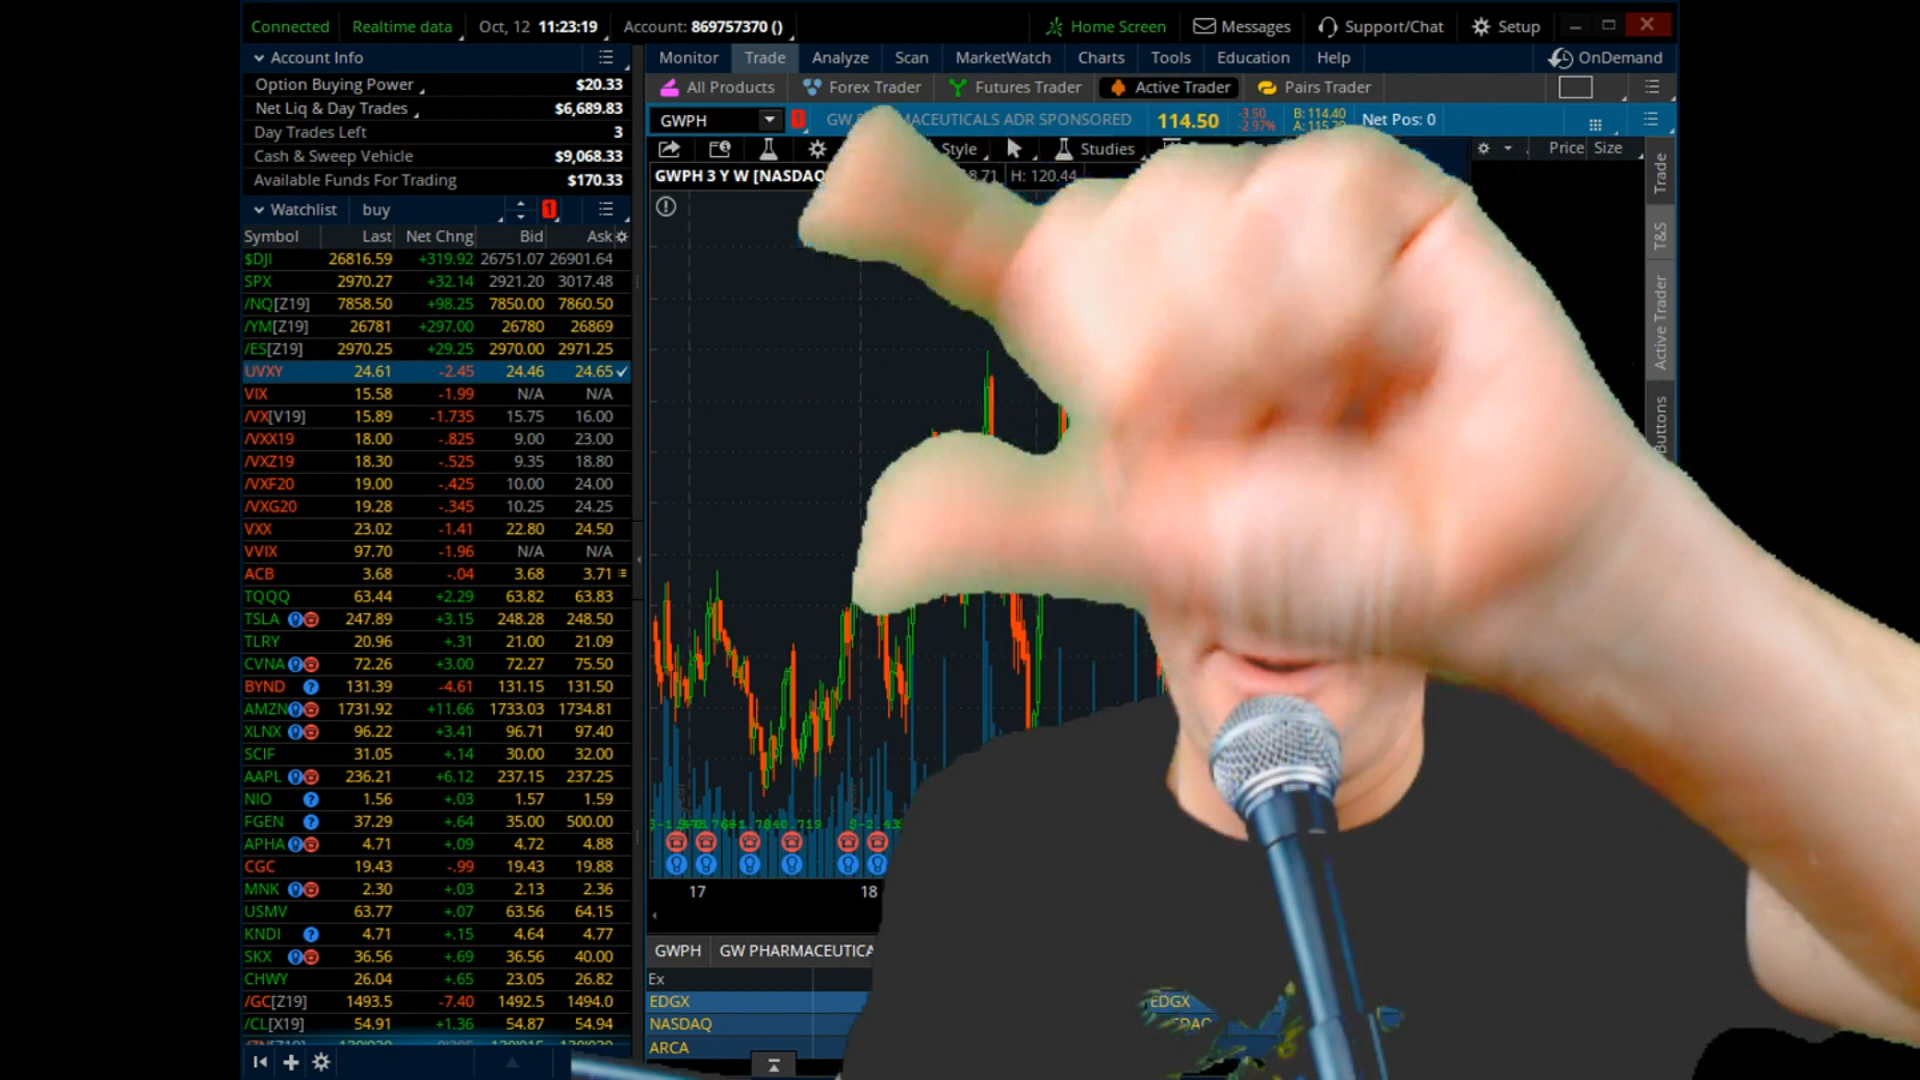 Connected Realtime data Oct, 12 11:23:19 Account: 869757370 () Home Screen Messages Support/Chat Setup
Account Info
Option Buying Power $20.33
Net Liq & Day Trades $6,689.83
Day Trades Left 3
Cash & Sweep Vehicle $9,068.33
Available Funds For Trading $170.33
Watchlist buy 1
Symbol Last Net Chng Bid Ask
$DJI 26816.59 +319.92 26751.07 26901.64
SPX 2970.27 +32.14 2921.20 3017.48
/NQ[Z19] 7858.50 +98.25 7850.00 7860.50
/YM[Z19] 26781 +297.00 26780 26869
/ES[Z19] 2970.25 +29.25 2970.00 2971.25
UVXY 24.61 -2.45 24.46 24.65
VIX 15.58 -1.99 N/A N/A
/VX[V19] 15.89 -1.735 15.75 16.00
/VXX19 18.00 -.825 9.00 23.00
/VXZ19 18.30 -.525 9.35 18.80
/VXF20 19.00 -.425 10.00 24.00
/VXG20 19.28 -.345 10.25 24.25
VXX 23.02 -1.41 22.80 24.50
VVIX 97.70 -1.96 N/A N/A
ACB 3.68 -.04 3.68 3.71
TQQQ 63.44 +2.29 63.82 63.83
TSLA 247.89 +3.15 248.28 248.50
TLRY 20.96 +.31 21.00 21.09
CVNA 72.26 +3.00 72.27 75.50
BYND 131.39 -4.61 131.15 131.50
AMZN 1731.92 +11.66 1733.03 1734.81
XLNX 96.22 +3.41 96.71 97.40
SCIF 31.05 +.14 30.00 32.00
AAPL 236.21 +6.12 237.15 237.25
NIO 1.56 +.03 1.57 1.59
FGEN 37.29 +.64 35.00 500.00
APHA 4.71 +.09 4.72 4.88
CGC 19.43 -.99 19.43 19.88
MNK 2.30 +.03 2.13 2.36
USMV 63.77 +.07 63.56 64.15
KNDI 4.71 +.15 4.64 4.77
SKX 36.56 +.69 36.56 40.00
CHWY 26.04 +.65 23.05 26.82
/GC[Z19] 1493.5 -7.40 1492.5 1494.0
/CL[X19] 54.91 +1.36 54.87 54.94
Monitor Trade Analyze Scan MarketWatch Charts Tools Education Help OnDemand
All Products Forex Trader Futures Trader Active Trader Pairs Trader
GWPH GW MACEUTICALS ADR SPONSORED 114.50 -3.50 -2.97% B: 114.40 Net Pos: 0
Style Studies Price Size
GWPH 3 Y W [NASDAQ 8.71 H: 120.44
Trade
T&S
Active Trader
Buttons
17 18
GWPH GW PHARMACEUTICA
Ex
EDGX EDGX
NASDAQ
ARCA